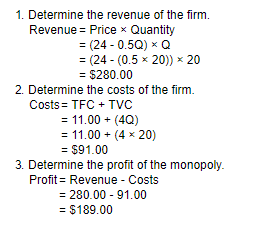 1. Determine the revenue of the firm.
Revenue = Price × Quantity
= (24 - 0.5Q) × Q
= (24 - (0.5 × 20)) × 20
= $280.00
2. Determine the costs of the firm.
Costs = TFC + TVC
= 11.00 + (4Q)
= 11.00 + (4 × 20)
= $91.00
3. Determine the profit of the monopoly.
Profit = Revenue - Costs
= 280.00 - 91.00
= $189.00